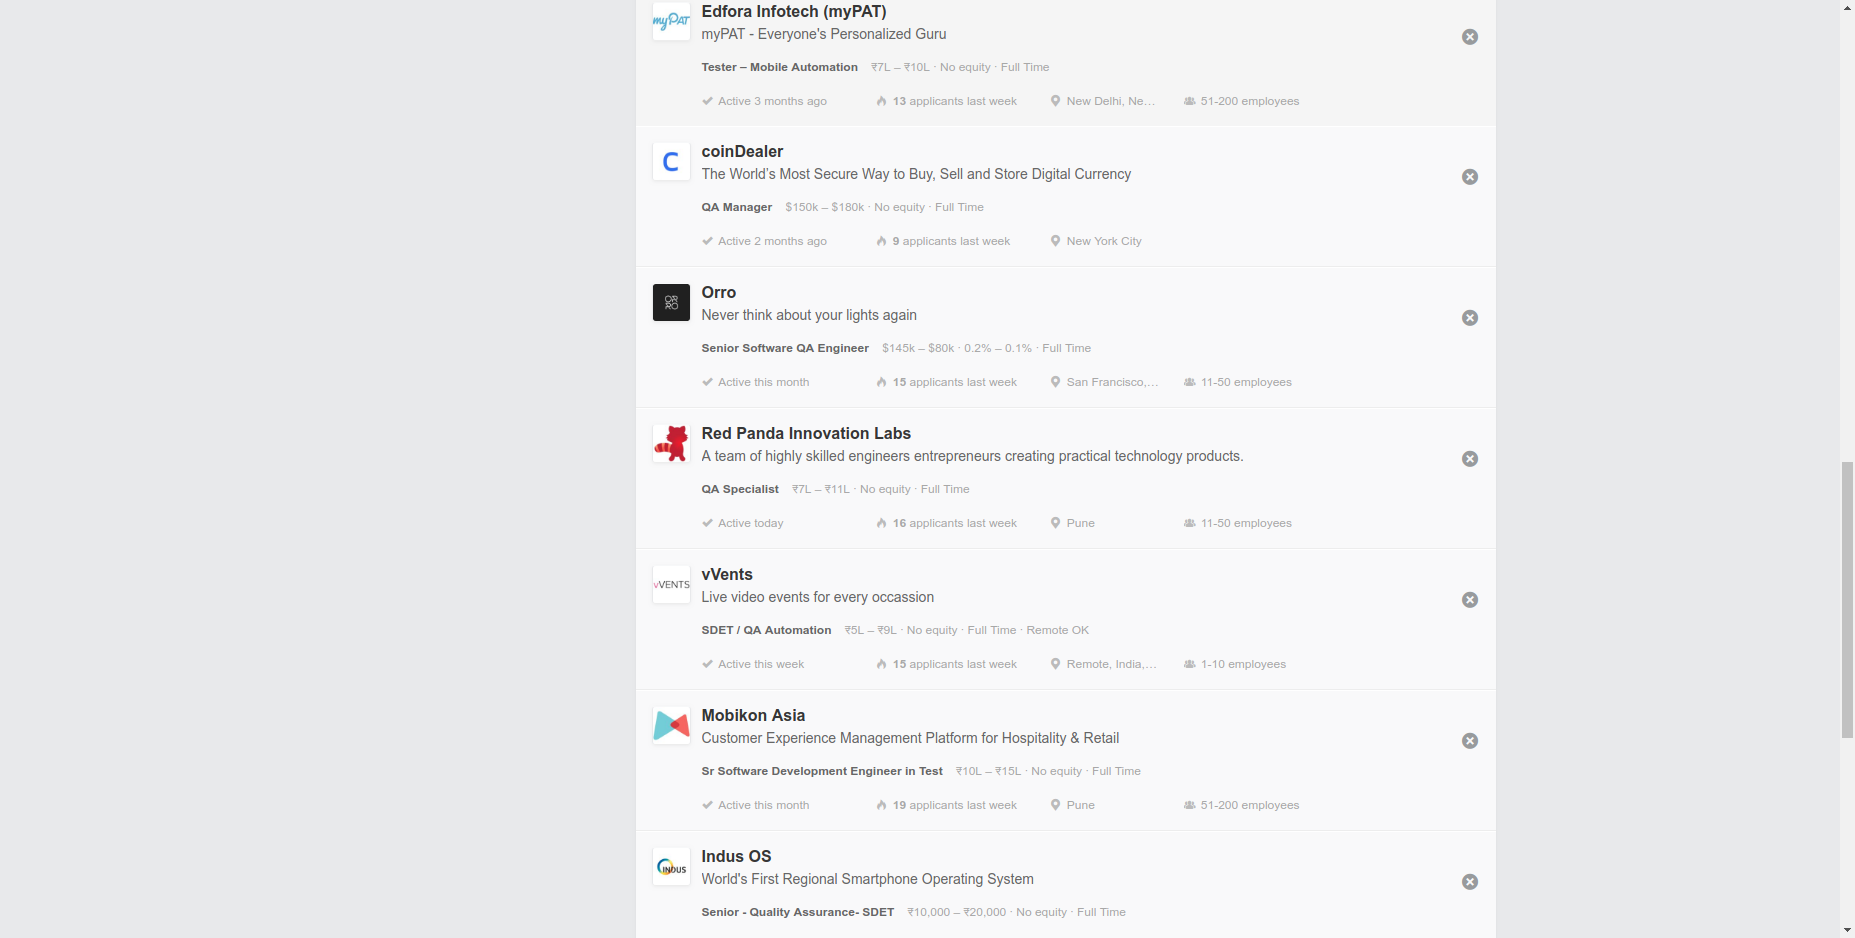 myPAT
Edfora Infotech (myPAT)
myPAT - Everyone's Personalized Guru
Tester – Mobile Automation ₹7L – ₹10L · No equity · Full Time
Active 3 months ago 13 applicants last week New Delhi, Ne... 51-200 employees
C
coinDealer
The World's Most Secure Way to Buy, Sell and Store Digital Currency
QA Manager $150k – $180k · No equity · Full Time
Active 2 months ago 9 applicants last week New York City
OR
RO
Orro
Never think about your lights again
Senior Software QA Engineer $145k – $80k · 0.2% – 0.1% · Full Time
Active this month 15 applicants last week San Francisco,... 11-50 employees
Red Panda Innovation Labs
A team of highly skilled engineers entrepreneurs creating practical technology products.
QA Specialist ₹7L – ₹11L · No equity · Full Time
Active today 16 applicants last week Pune 11-50 employees
vVENTS
vVents
Live video events for every occassion
SDET / QA Automation ₹5L – ₹9L · No equity · Full Time · Remote OK
Active this week 15 applicants last week Remote, India,... 1-10 employees
Mobikon Asia
Customer Experience Management Platform for Hospitality & Retail
Sr Software Development Engineer in Test ₹10L – ₹15L · No equity · Full Time
Active this month 19 applicants last week Pune 51-200 employees
INDUS
Indus OS
World's First Regional Smartphone Operating System
Senior - Quality Assurance- SDET ₹10,000 – ₹20,000 · No equity · Full Time